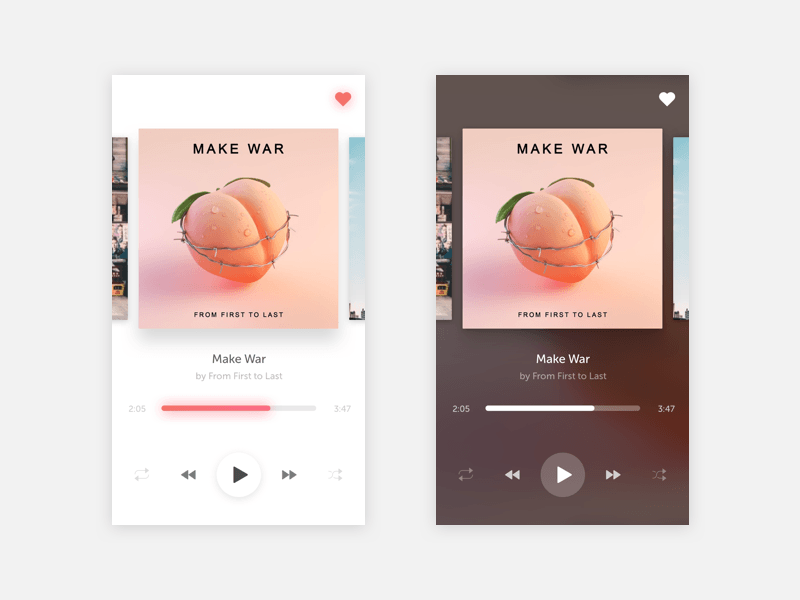 MAKE WAR
FROM FIRST TO LAST
Make War
by From First to Last
2:05
3:47
MAKE WAR
FROM FIRST TO LAST
Make War
by From First to Last
2:05
3:47